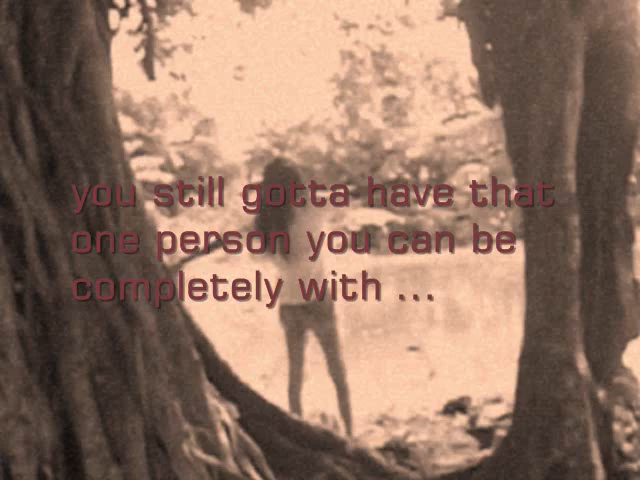 you still gotta have that
one person you can be
completely with ...